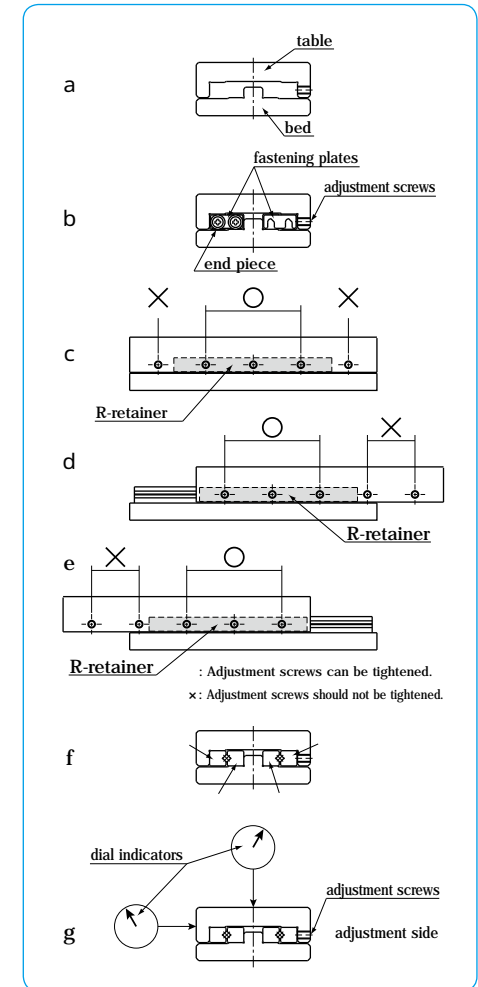 table
a
bed
fastening plates
adjustment screws
b
end piece
c
R-retainer
d
R-retainer
e
R-retainer
: Adjustment screws can be tightened.
×: Adjustment screws should not be tightened.
f
dial indicators
adjustment screws
g
adjustment side